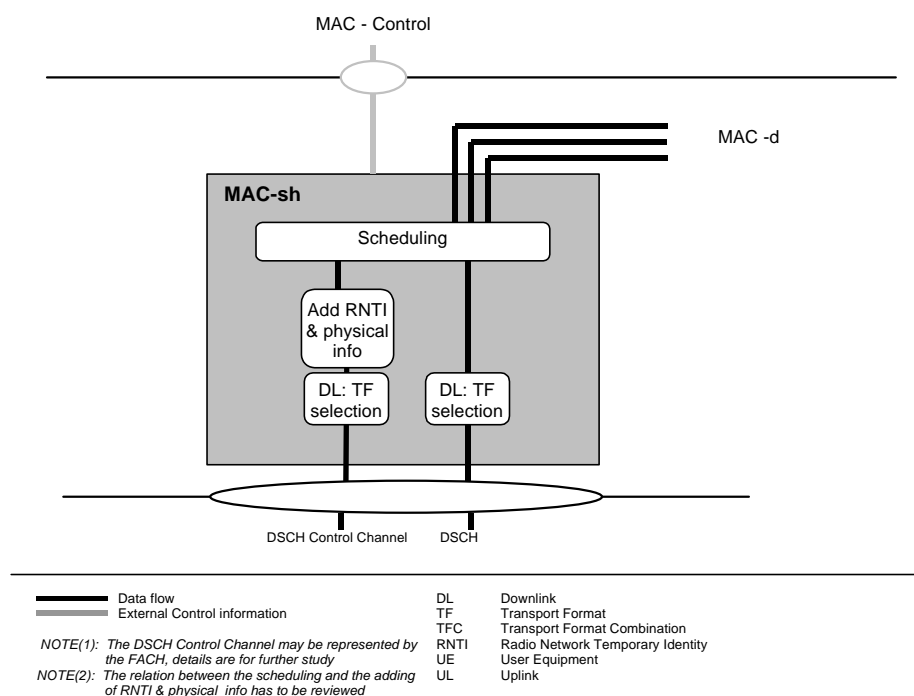 MAC - Control
MAC -d
MAC-sh
Scheduling
Add RNTI
& physical
info
DL: TF
selection
DL: TF
selection
DSCH Control Channel
DSCH
Data flow
External Control information
NOTE(1): The DSCH Control Channel may be represented by
the FACH, details are for further study
NOTE(2): The relation between the scheduling and the adding
of RNTI & physical info has to be reviewed
DL Downlink
TF Transport Format
TFC Transport Format Combination
RNTI Radio Network Temporary Identity
UE User Equipment
UL Uplink